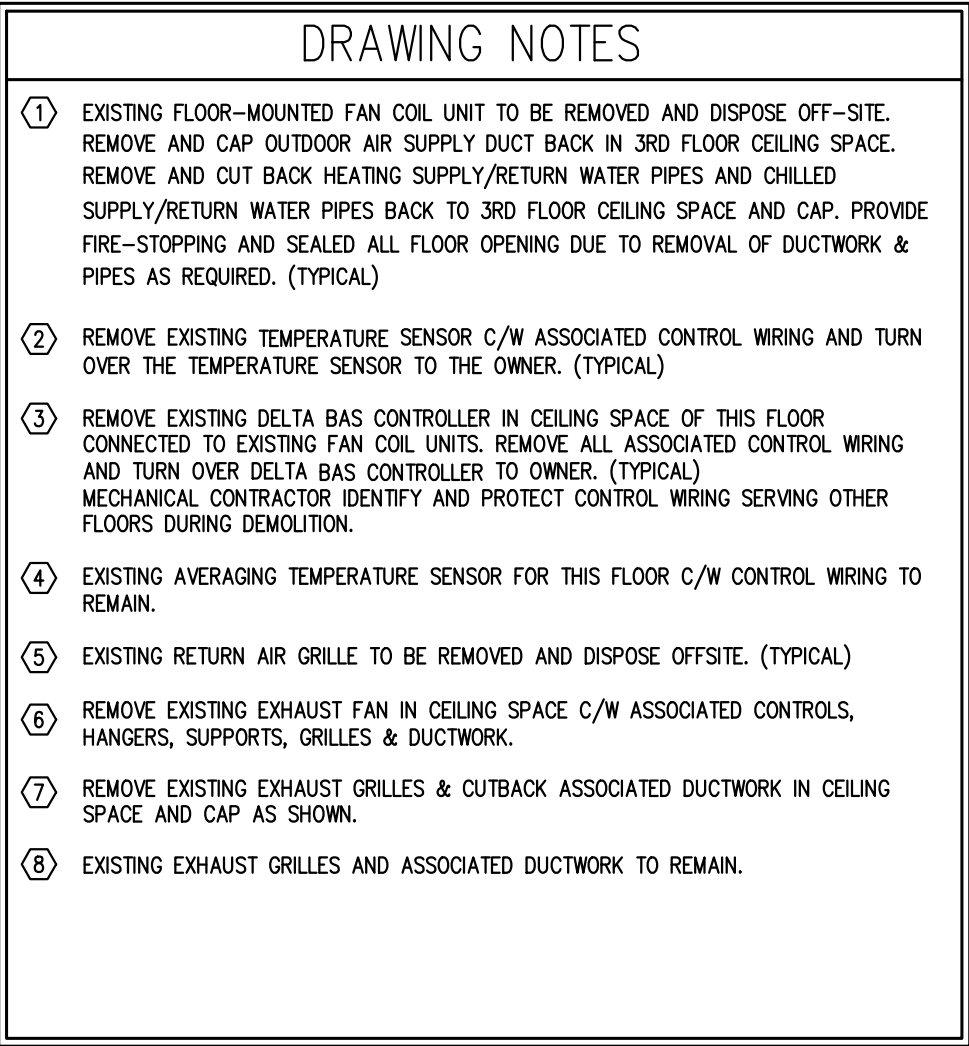 DRAWING NOTES
1 EXISTING FLOOR-MOUNTED FAN COIL UNIT TO BE REMOVED AND DISPOSE OFF-SITE.
REMOVE AND CAP OUTDOOR AIR SUPPLY DUCT BACK IN 3RD FLOOR CEILING SPACE.
REMOVE AND CUT BACK HEATING SUPPLY/RETURN WATER PIPES AND CHILLED
SUPPLY/RETURN WATER PIPES BACK TO 3RD FLOOR CEILING SPACE AND CAP. PROVIDE
FIRE-STOPPING AND SEALED ALL FLOOR OPENING DUE TO REMOVAL OF DUCTWORK &
PIPES AS REQUIRED. (TYPICAL)
2 REMOVE EXISTING TEMPERATURE SENSOR C/W ASSOCIATED CONTROL WIRING AND TURN
OVER THE TEMPERATURE SENSOR TO THE OWNER. (TYPICAL)
3 REMOVE EXISTING DELTA BAS CONTROLLER IN CEILING SPACE OF THIS FLOOR
CONNECTED TO EXISTING FAN COIL UNITS. REMOVE ALL ASSOCIATED CONTROL WIRING
AND TURN OVER DELTA BAS CONTROLLER TO OWNER. (TYPICAL)
MECHANICAL CONTRACTOR IDENTIFY AND PROTECT CONTROL WIRING SERVING OTHER
FLOORS DURING DEMOLITION.
4 EXISTING AVERAGING TEMPERATURE SENSOR FOR THIS FLOOR C/W CONTROL WIRING TO
REMAIN.
5 EXISTING RETURN AIR GRILLE TO BE REMOVED AND DISPOSE OFFSITE. (TYPICAL)
6 REMOVE EXISTING EXHAUST FAN IN CEILING SPACE C/W ASSOCIATED CONTROLS,
HANGERS, SUPPORTS, GRILLES & DUCTWORK.
7 REMOVE EXISTING EXHAUST GRILLES & CUTBACK ASSOCIATED DUCTWORK IN CEILING
SPACE AND CAP AS SHOWN.
8 EXISTING EXHAUST GRILLES AND ASSOCIATED DUCTWORK TO REMAIN.